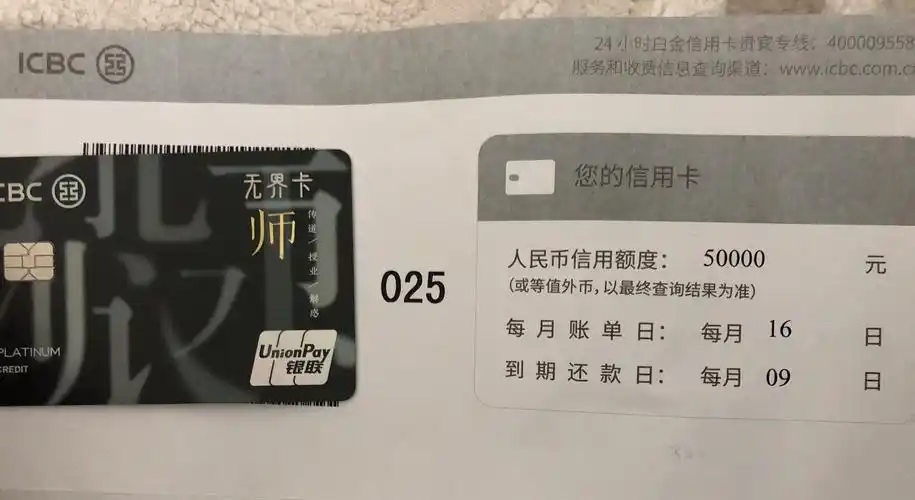 ICBC
24小时白金信用卡贵宾专线：400009558
服务和收费信息查询渠道：www.icbc.com.c
CBC
无界卡
师
传道/授业/解惑
PLATINUM
CREDIT
UnionPay
银联
025
您的信用卡
人民币信用额度： 50000 元
(或等值外币，以最终查询结果为准)
每月账单日： 每月 16 日
到期还款日： 每月 09 日